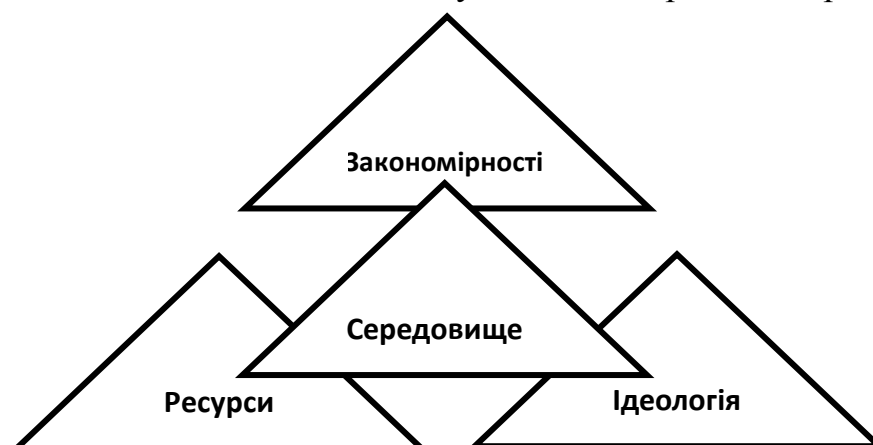 Закономірності
Середовище
Ресурси
Ідеологія